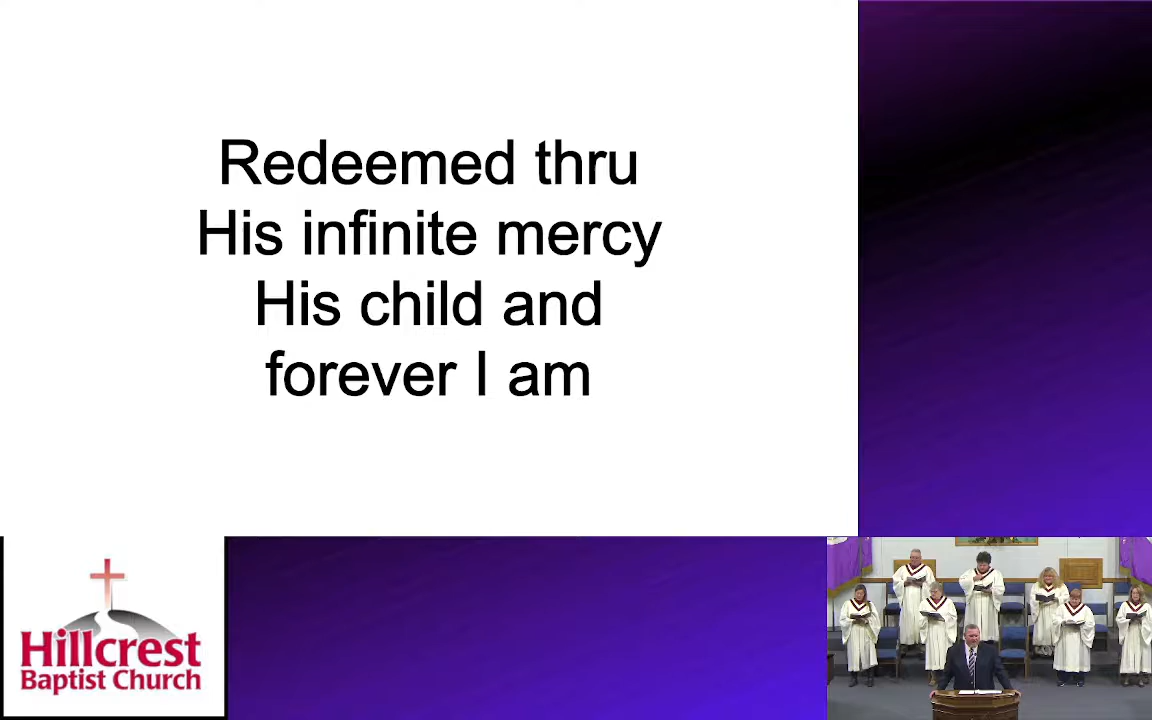 Redeemed thru
His infinite mercy
His child and
forever I am
Hillcrest
Baptist Church